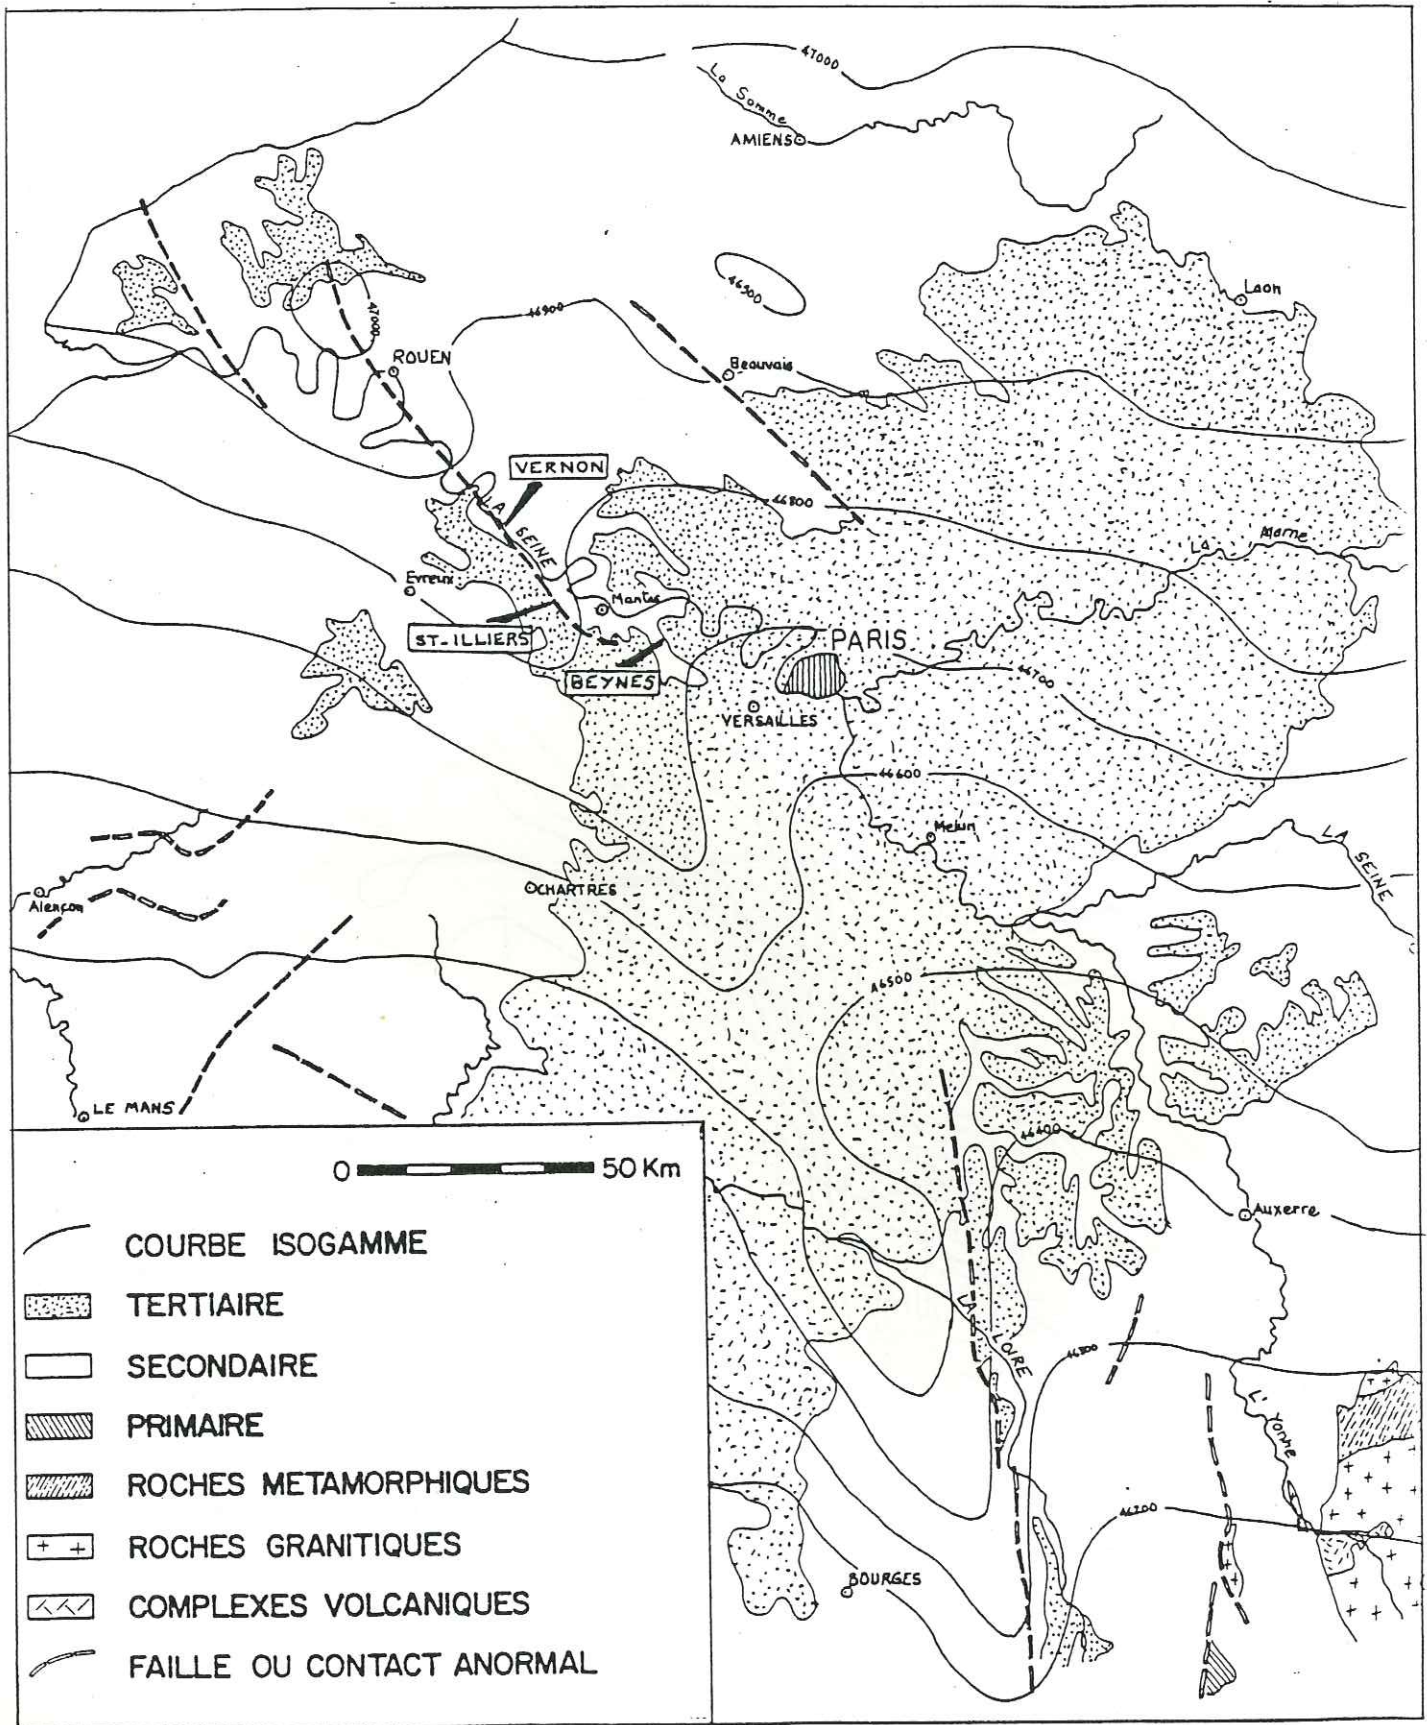 47000
La Somme
AMIENS
Laon
46900
47000
46900
ROUEN
Beauvais
VERNON
46800
LA SEINE
La Marne
Evreux
Mantes
ST-ILLIERS
PARIS
BEYNES
46700
VERSAILLES
46600
Melun
LA SEINE
CHARTRES
Alençon
46500
LE MANS
46400
0 50 Km
Auxerre
COURBE ISOGAMME
TERTIAIRE
LA LOIRE
46300
SECONDAIRE
L'Yonne
PRIMAIRE
ROCHES METAMORPHIQUES
46200
ROCHES GRANITIQUES
BOURGES
COMPLEXES VOLCANIQUES
FAILLE OU CONTACT ANORMAL